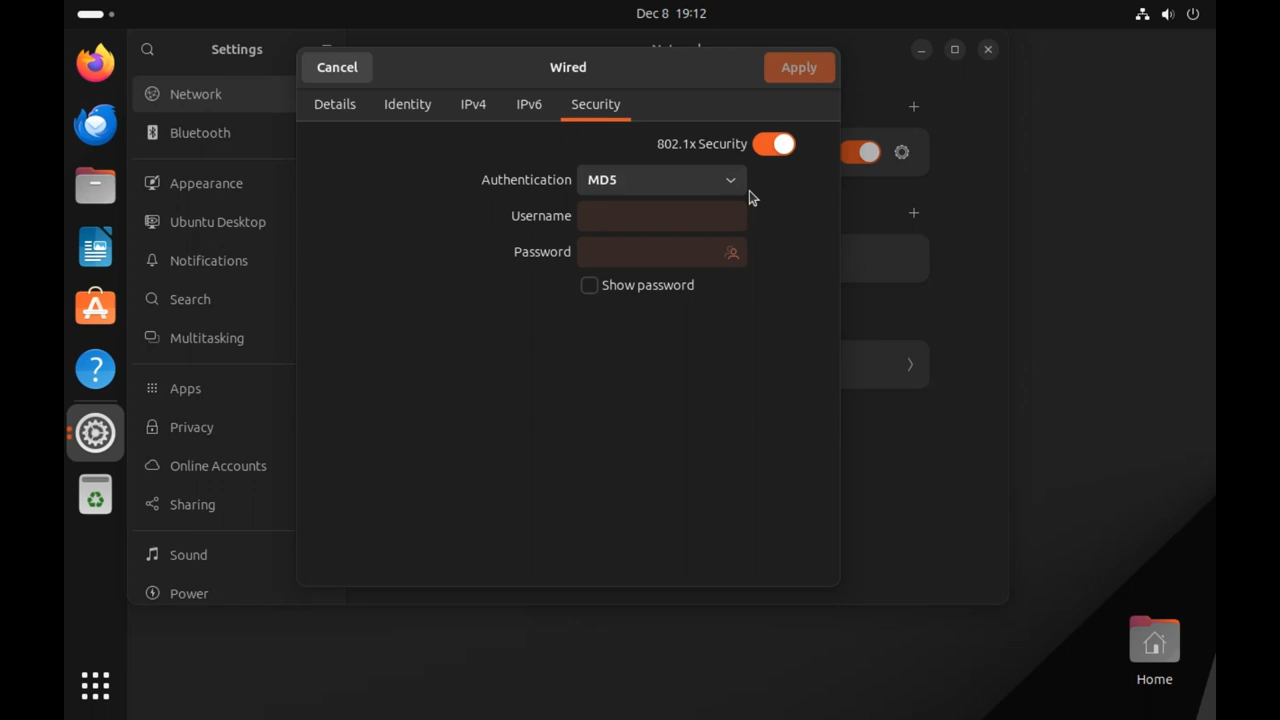 Dec 8 19:12
Settings
Network
Bluetooth
Appearance
Ubuntu Desktop
Notifications
Search
Multitasking
Apps
Privacy
Online Accounts
Sharing
Sound
Power
Cancel
Wired
Apply
Details
Identity
IPv4
IPv6
Security
802.1x Security
Authentication
MD5
Username
Password
Show password
Home